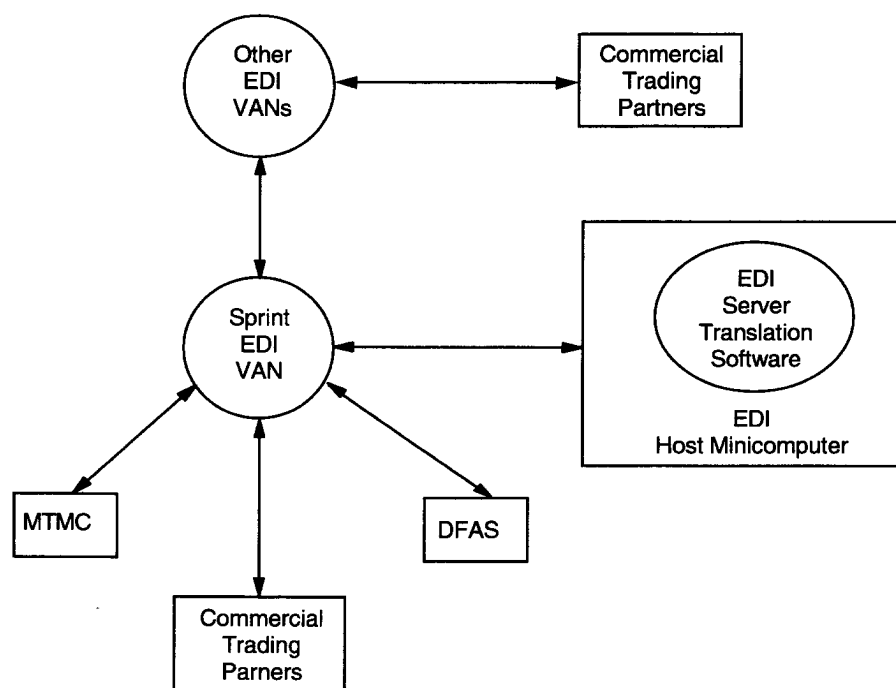 Other
EDI
VANs
Commercial
Trading
Partners
Sprint
EDI
VAN
EDI
Server
Translation
Software
EDI
Host Minicomputer
MTMC
DFAS
Commercial
Trading
Parners